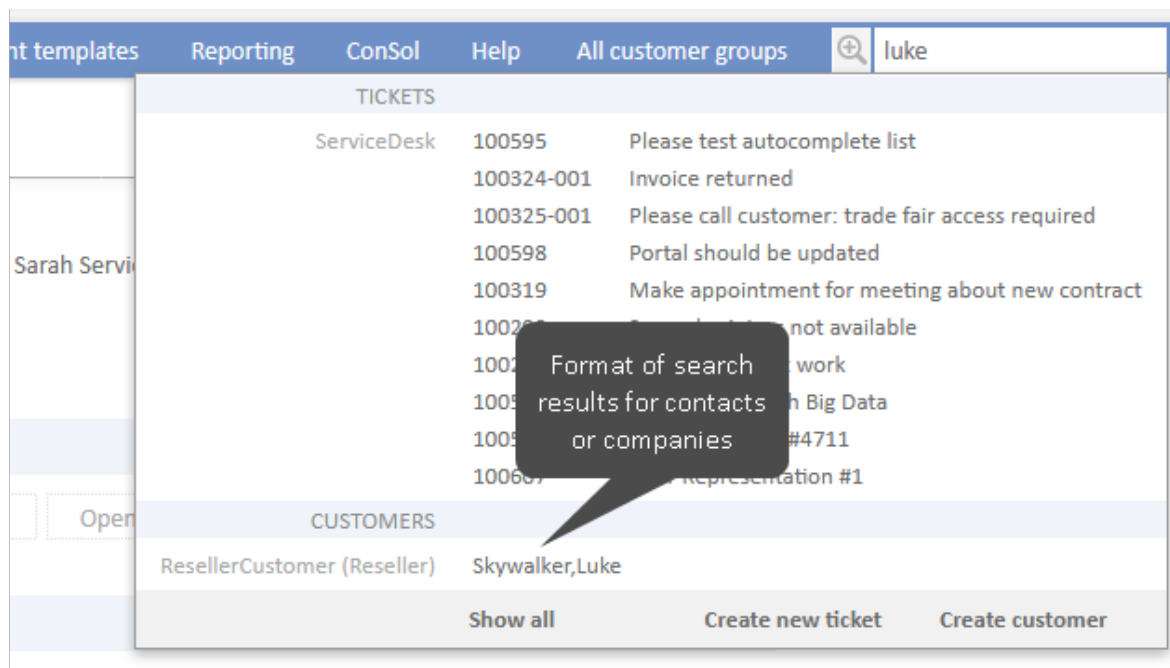 nt templates Reporting ConSol Help All customer groups luke
TICKETS
ServiceDesk 100595 Please test autocomplete list
100324-001 Invoice returned
100325-001 Please call customer: trade fair access required
Sarah Servi 100598 Portal should be updated
100319 Make appointment for meeting about new contract
not available
work
Big Data
#4711
Format of search
results for contacts
or companies
Representation #1
Open CUSTOMERS
ResellerCustomer (Reseller) Skywalker,Luke
Show all Create new ticket Create customer